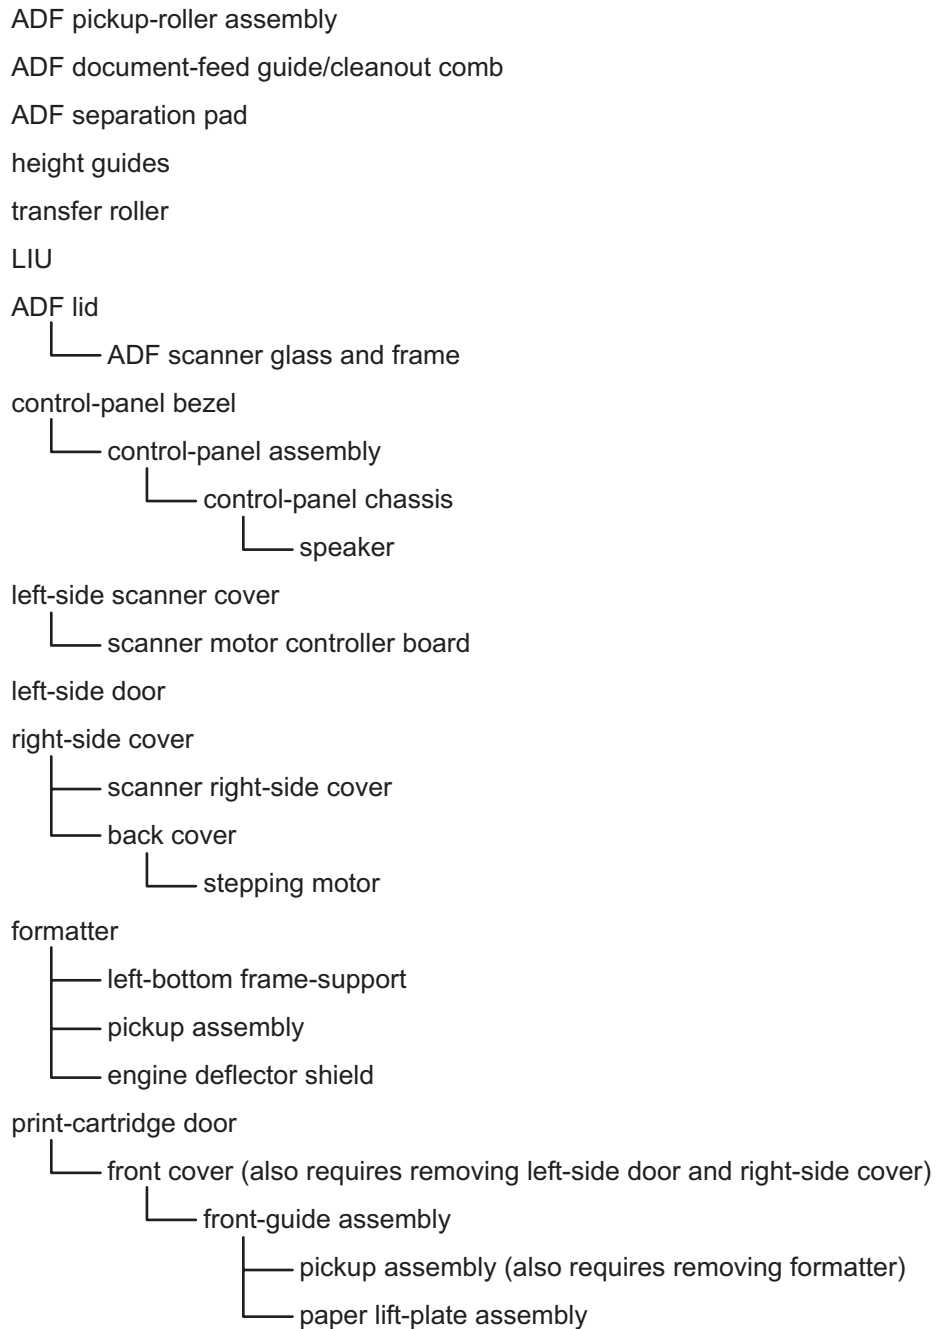 ADF pickup-roller assembly
ADF document-feed guide/cleanout comb
ADF separation pad
height guides
transfer roller
LIU
ADF lid
ADF scanner glass and frame
control-panel bezel
control-panel assembly
control-panel chassis
speaker
left-side scanner cover
scanner motor controller board
left-side door
right-side cover
scanner right-side cover
back cover
stepping motor
formatter
left-bottom frame-support
pickup assembly
engine deflector shield
print-cartridge door
front cover (also requires removing left-side door and right-side cover)
front-guide assembly
pickup assembly (also requires removing formatter)
paper lift-plate assembly